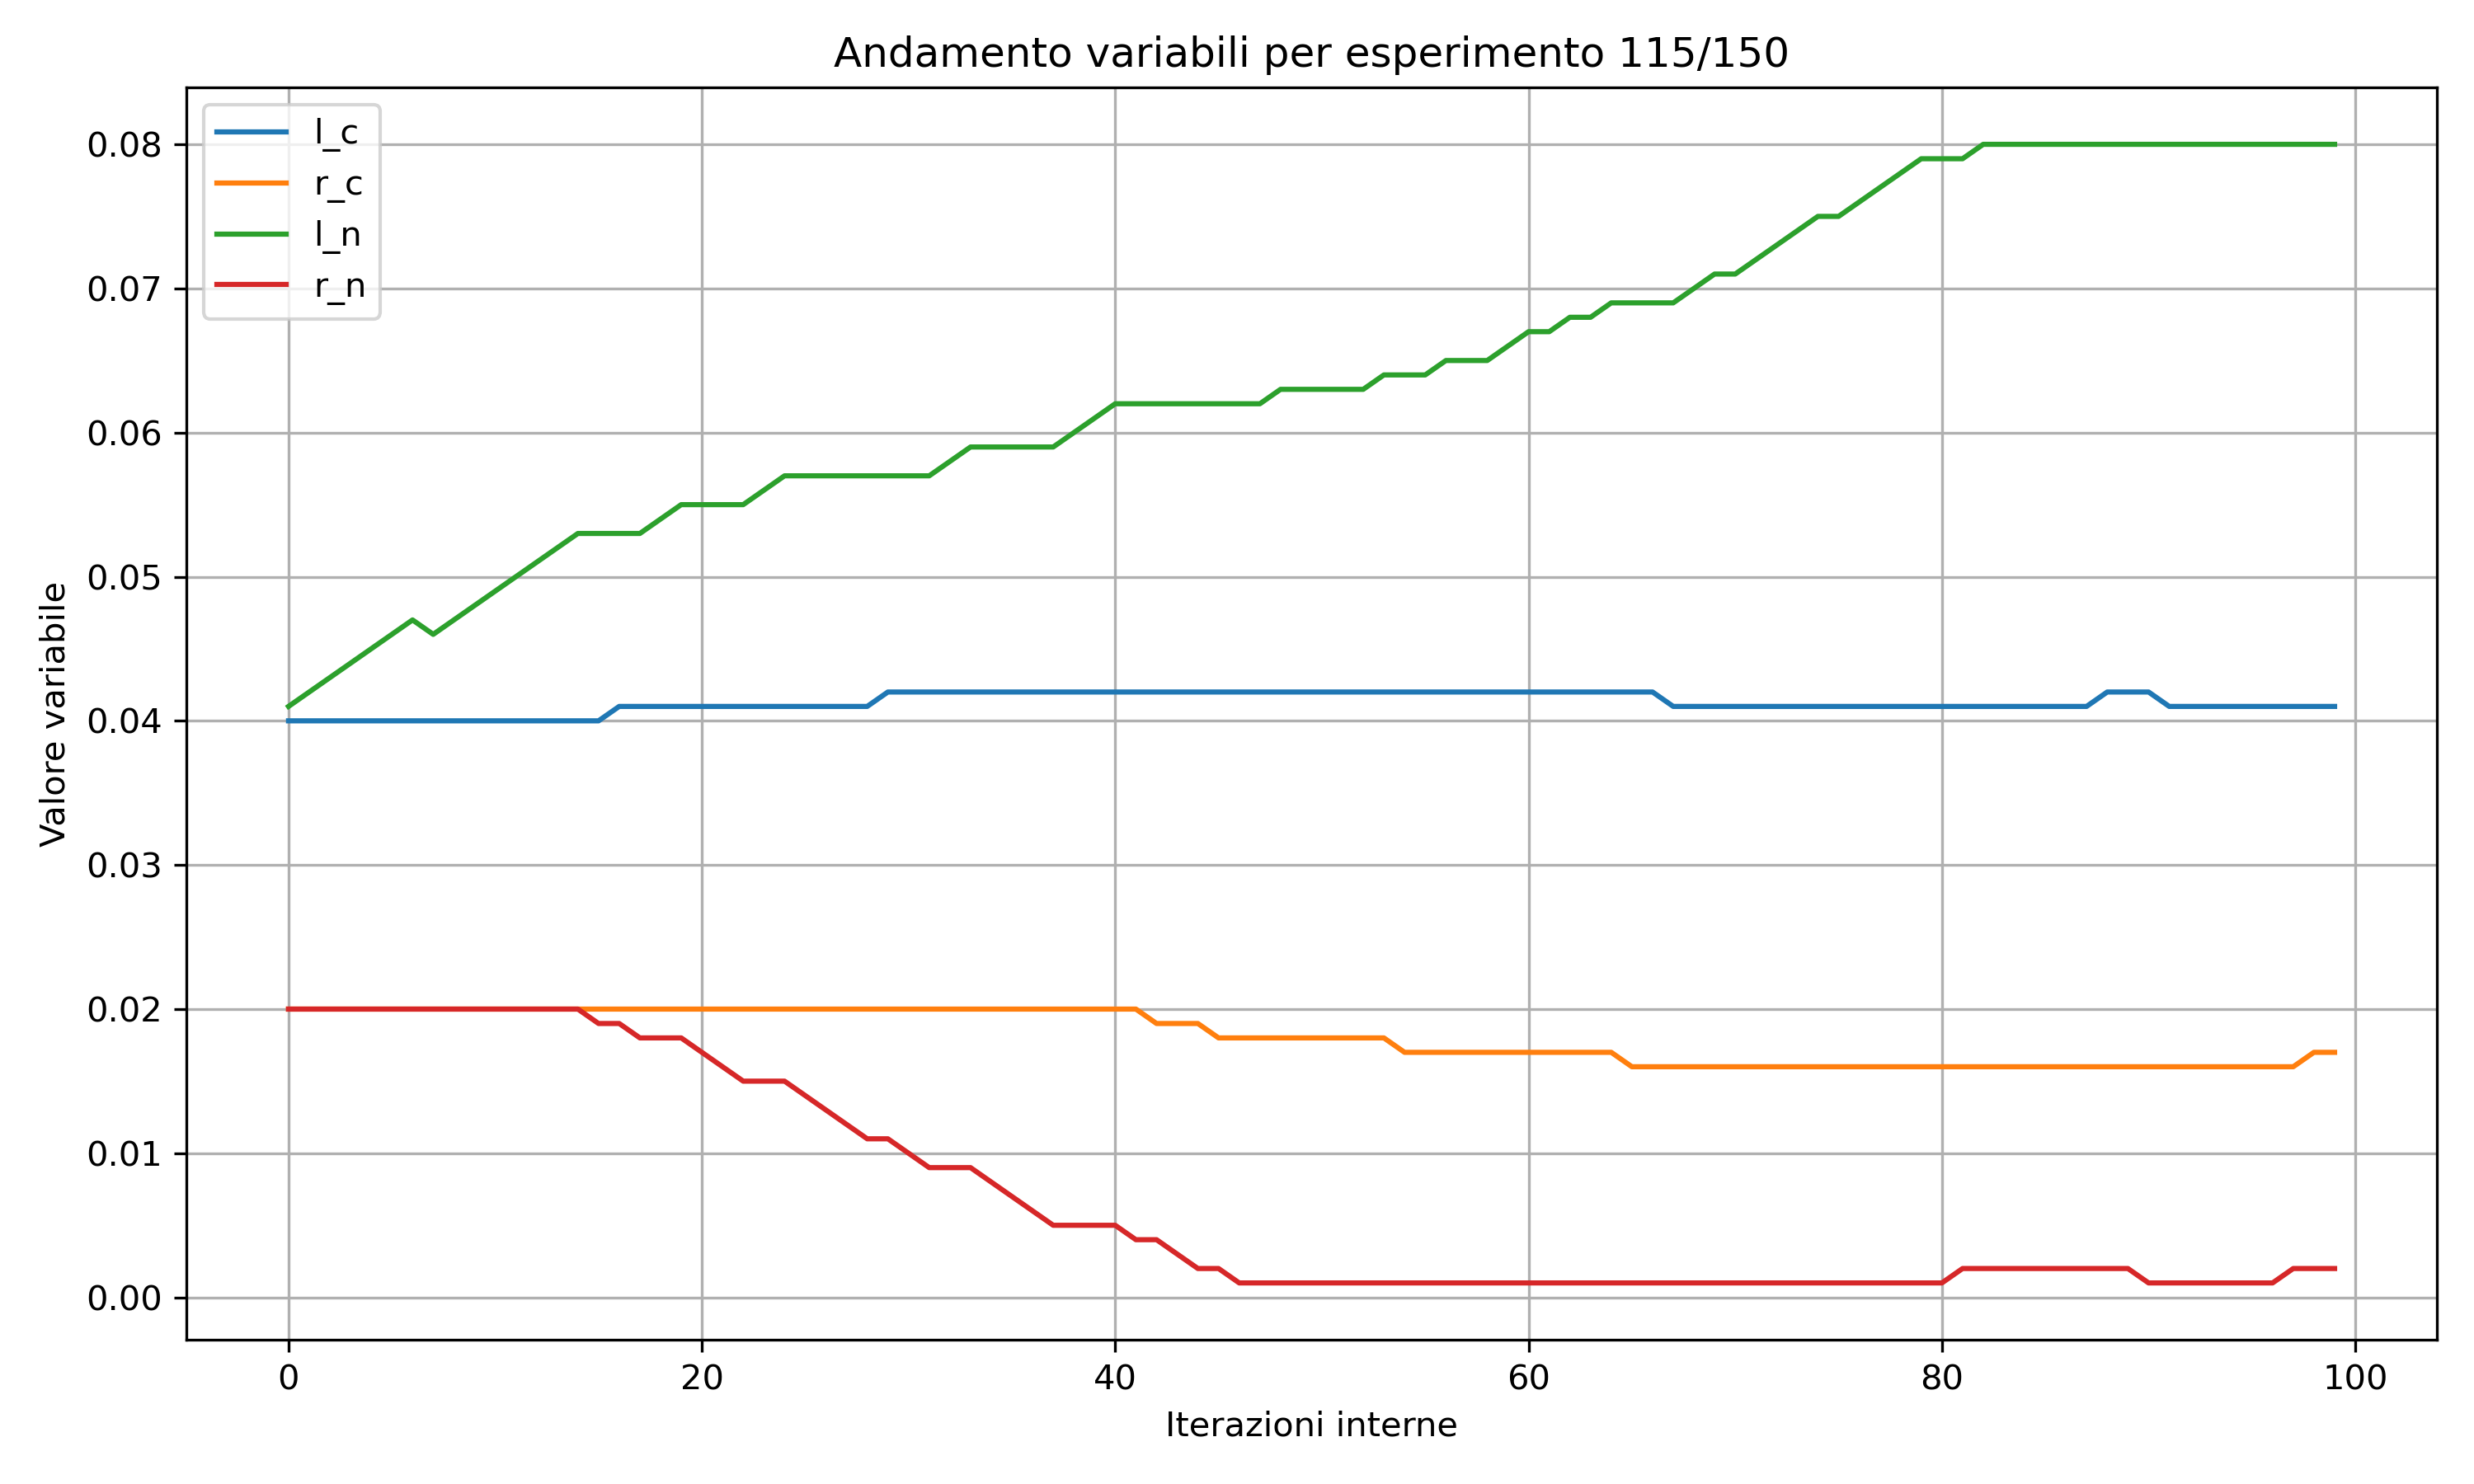 Andamento variabili per esperimento 115/150
l_c
r_c
l_n
r_n
Valore variabile
0.08
0.07
0.06
0.05
0.04
0.03
0.02
0.01
0.00
0 20 40 60 80 100
Iterazioni interne